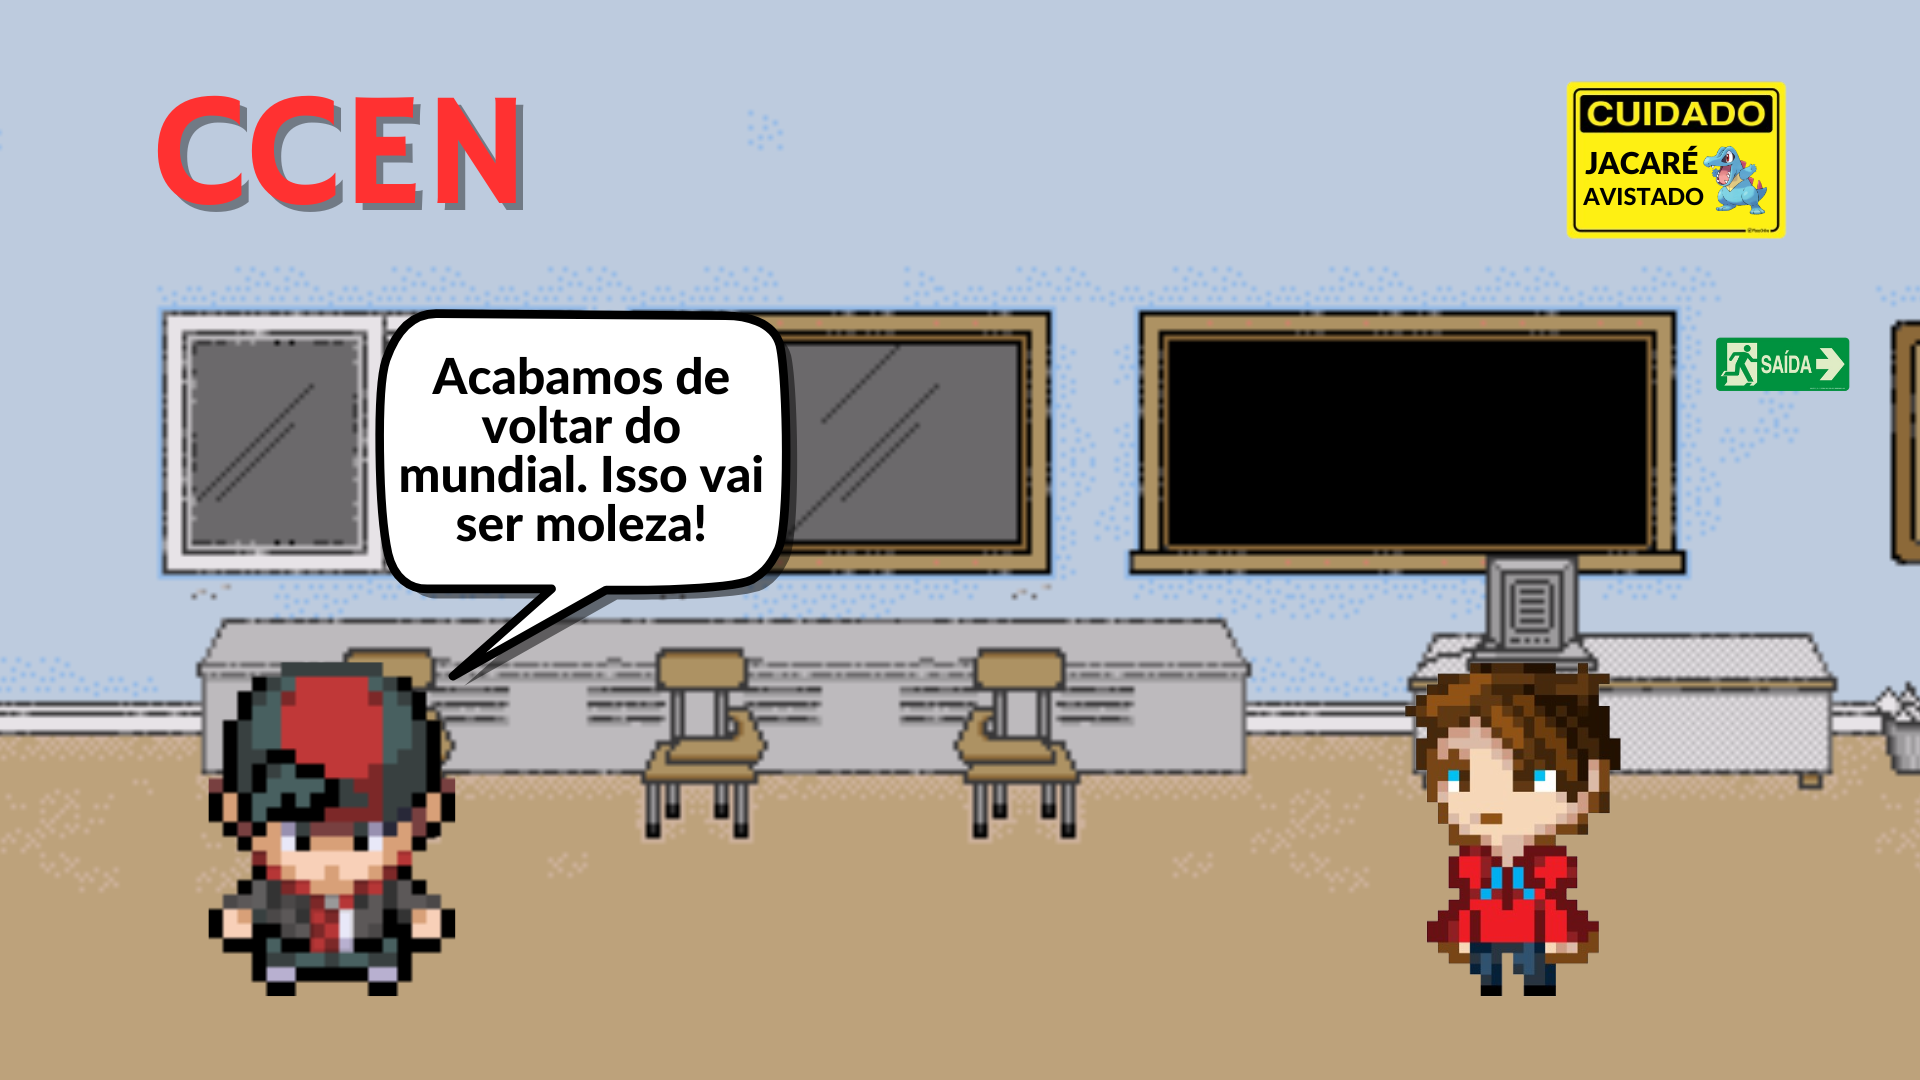 CCEN
CUIDADO
JACARÉ
AVISTADO
SAÍDA
Acabamos de
voltar do
mundial. Isso vai
ser moleza!